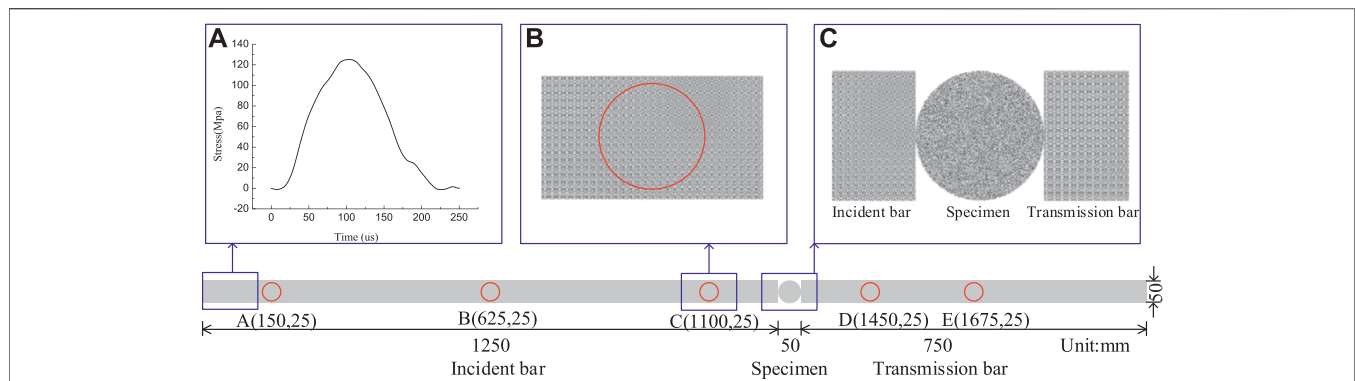 A
140
120
100
80
60
40
20
0
-20
Stress(Mpa)
0 50 100 150 200 250
Time (us)
B
C
Incident bar Specimen Transmission bar
A(150,25) B(625,25) C(1100,25) D(1450,25) E(1675,25)
50
1250 50 750 Unit:mm
Incident bar Specimen Transmission bar